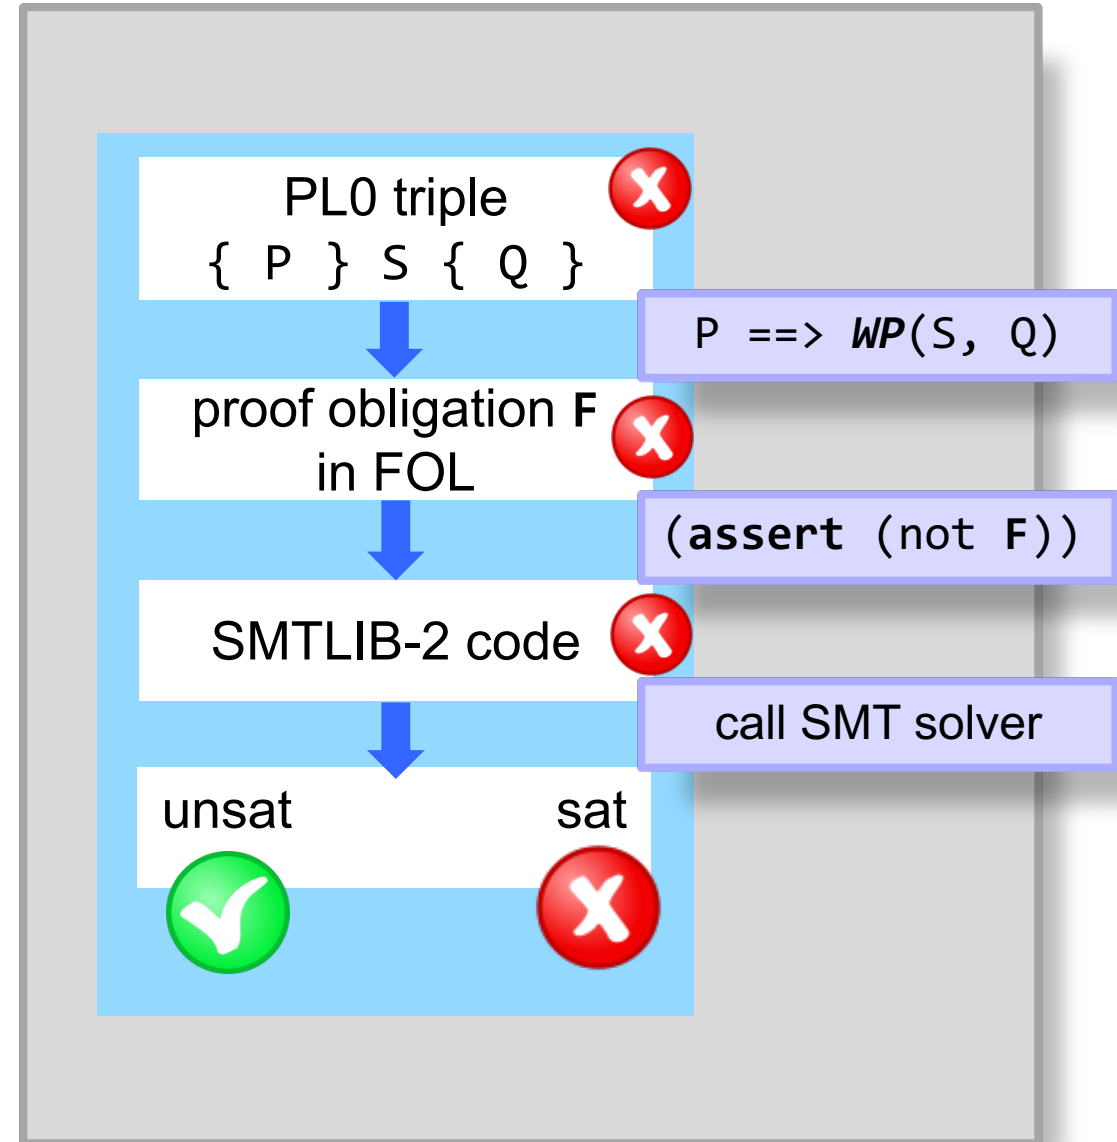 PL0 triple
{ P } S { Q }
P ==> WP(S, Q)
proof obligation F
in FOL
(assert (not F))
SMTLIB-2 code
call SMT solver
unsat sat